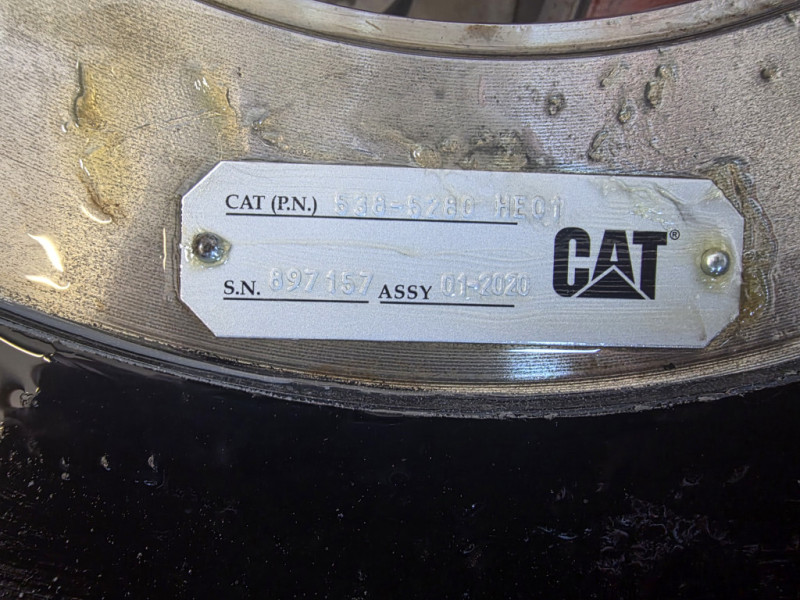 CAT (P.N.) 538-5280 HE01
S.N. 897157 ASSY 01-2020
CAT®